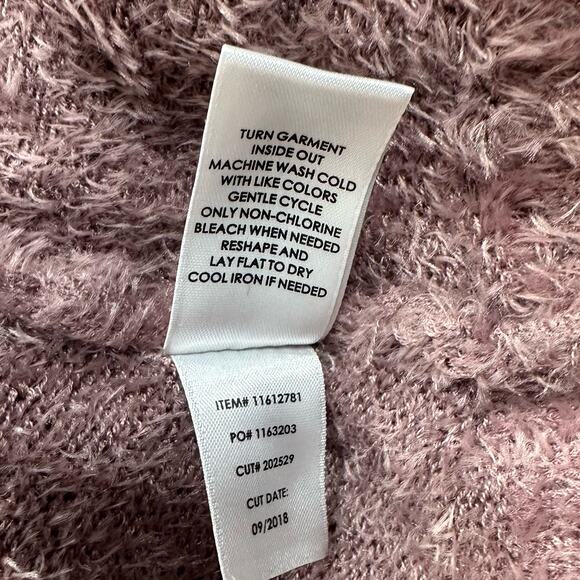 TURN GARMENT
INSIDE OUT
MACHINE WASH COLD
WITH LIKE COLORS
GENTLE CYCLE
ONLY NON-CHLORINE
BLEACH WHEN NEEDED
RESHAPE AND
LAY FLAT TO DRY
COOL IRON IF NEEDED
ITEM# 11612781
PO# 1163203
CUT# 202529
CUT DATE:
09/2018